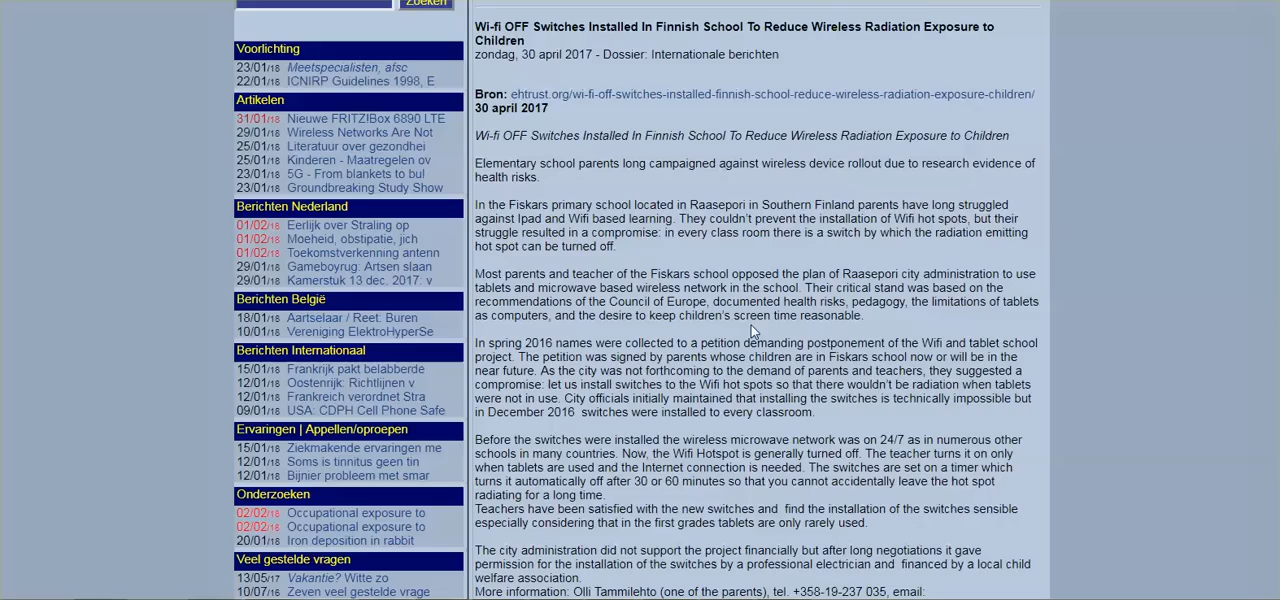 Zoeken
Voorlichting
23/01/18 Meetspecialisten, afsc
22/01/18 ICNIRP Guidelines 1998, E
Artikelen
31/01/18 Nieuwe FRITZ!Box 6890 LTE
29/01/18 Wireless Networks Are Not
25/01/18 Literatuur over gezondhei
25/01/18 Kinderen - Maatregelen ov
23/01/18 5G - From blankets to bul
23/01/18 Groundbreaking Study Show
Berichten Nederland
01/02/18 Eerlijk over Straling op
01/02/18 Moeheid, obstipatie, jich
01/02/18 Toekomstverkenning antenn
29/01/18 Gameboyrug: Artsen slaan
29/01/18 Kamerstuk 13 dec. 2017: v
Berichten België
18/01/18 Aartselaar / Reet: Buren
10/01/18 Vereniging ElektroHyperSe
Berichten Internationaal
15/01/18 Frankrijk pakt belabberde
12/01/18 Oostenrijk: Richtlijnen v
12/01/18 Frankreich verordnet Stra
09/01/18 USA: CDPH Cell Phone Safe
Ervaringen | Appellen/oproepen
15/01/18 Ziekmakende ervaringen me
12/01/18 Soms is tinnitus geen tin
12/01/18 Bijnier probleem met smar
Onderzoeken
02/02/18 Occupational exposure to
02/02/18 Occupational exposure to
20/01/18 Iron deposition in rabbit
Veel gestelde vragen
13/05/17 Vakantie? Witte zo
10/07/16 Zeven veel gestelde vrage
Wi-fi OFF Switches Installed In Finnish School To Reduce Wireless Radiation Exposure to
Children
zondag, 30 april 2017 - Dossier: Internationale berichten
Bron: ehtrust.org/wi-fi-off-switches-installed-finnish-school-reduce-wireless-radiation-exposure-children/
30 april 2017
Wi-fi OFF Switches Installed In Finnish School To Reduce Wireless Radiation Exposure to Children
Elementary school parents long campaigned against wireless device rollout due to research evidence of
health risks.
In the Fiskars primary school located in Raasepori in Southern Finland parents have long struggled
against Ipad and Wifi based learning. They couldn't prevent the installation of Wifi hot spots, but their
struggle resulted in a compromise: in every class room there is a switch by which the radiation emitting
hot spot can be turned off.
Most parents and teacher of the Fiskars school opposed the plan of Raasepori city administration to use
tablets and microwave based wireless network in the school. Their critical stand was based on the
recommendations of the Council of Europe, documented health risks, pedagogy, the limitations of tablets
as computers, and the desire to keep children's screen time reasonable.
In spring 2016 names were collected to a petition demanding postponement of the Wifi and tablet school
project. The petition was signed by parents whose children are in Fiskars school now or will be in the
near future. As the city was not forthcoming to the demand of parents and teachers, they suggested a
compromise: let us install switches to the Wifi hot spots so that there wouldn't be radiation when tablets
were not in use. City officials initially maintained that installing the switches is technically impossible but
in December 2016 switches were installed to every classroom.
Before the switches were installed the wireless microwave network was on 24/7 as in numerous other
schools in many countries. Now, the Wifi Hotspot is generally turned off. The teacher turns it on only
when tablets are used and the Internet connection is needed. The switches are set on a timer which
turns it automatically off after 30 or 60 minutes so that you cannot accidentally leave the hot spot
radiating for a long time.
Teachers have been satisfied with the new switches and find the installation of the switches sensible
especially considering that in the first grades tablets are only rarely used.
The city administration did not support the project financially but after long negotiations it gave
permission for the installation of the switches by a professional electrician and financed by a local child
welfare association.
More information: Olli Tammilehto (one of the parents), tel. +358-19-237 035, email: